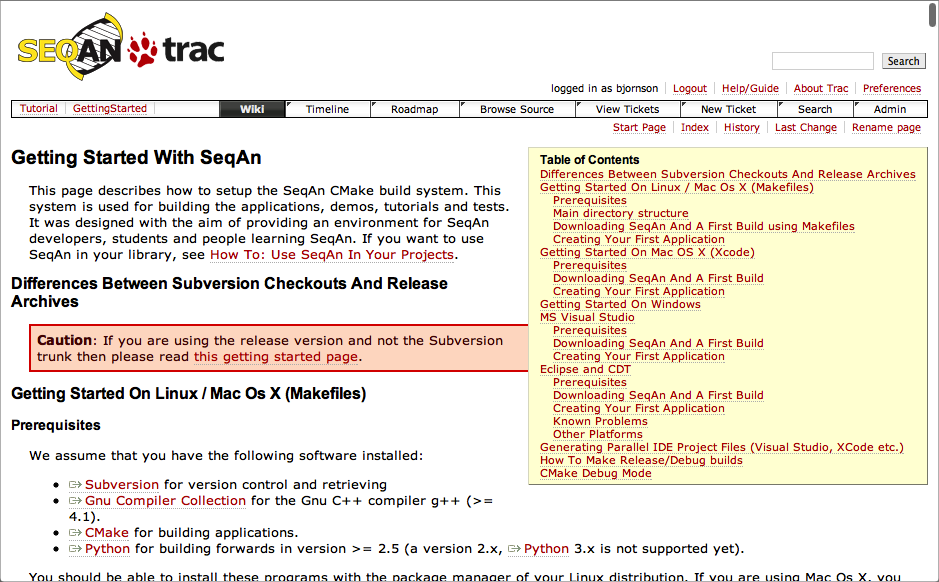 SEQAN trac
Search
logged in as bjornson Logout Help/Guide About Trac Preferences
Tutorial GettingStarted Wiki Timeline Roadmap Browse Source View Tickets New Ticket Search Admin
Start Page Index History Last Change Rename page
Getting Started With SeqAn
This page describes how to setup the SeqAn CMake build system. This
system is used for building the applications, demos, tutorials and tests.
It was designed with the aim of providing an environment for SeqAn
developers, students and people learning SeqAn. If you want to use
SeqAn in your library, see How To: Use SeqAn In Your Projects.
Differences Between Subversion Checkouts And Release
Archives
Caution: If you are using the release version and not the Subversion
trunk then please read this getting started page.
Getting Started On Linux / Mac Os X (Makefiles)
Prerequisites
We assume that you have the following software installed:
Subversion for version control and retrieving
Gnu Compiler Collection for the Gnu C++ compiler g++ (>=
4.1).
CMake for building applications.
Python for building forwards in version >= 2.5 (a version 2.x, Python 3.x is not supported yet).
You should be able to install these programs with the package manager of your Linux distribution. If you are using Mac Os X, you
Table of Contents
Differences Between Subversion Checkouts And Release Archives
Getting Started On Linux / Mac Os X (Makefiles)
Prerequisites
Main directory structure
Downloading SeqAn And A First Build using Makefiles
Creating Your First Application
Getting Started On Mac OS X (Xcode)
Prerequisites
Downloading SeqAn And A First Build
Creating Your First Application
Getting Started On Windows
MS Visual Studio
Prerequisites
Downloading SeqAn And A First Build
Creating Your First Application
Eclipse and CDT
Prerequisites
Downloading SeqAn And A First Build
Creating Your First Application
Known Problems
Other Platforms
Generating Parallel IDE Project Files (Visual Studio, XCode etc.)
How To Make Release/Debug builds
CMake Debug Mode